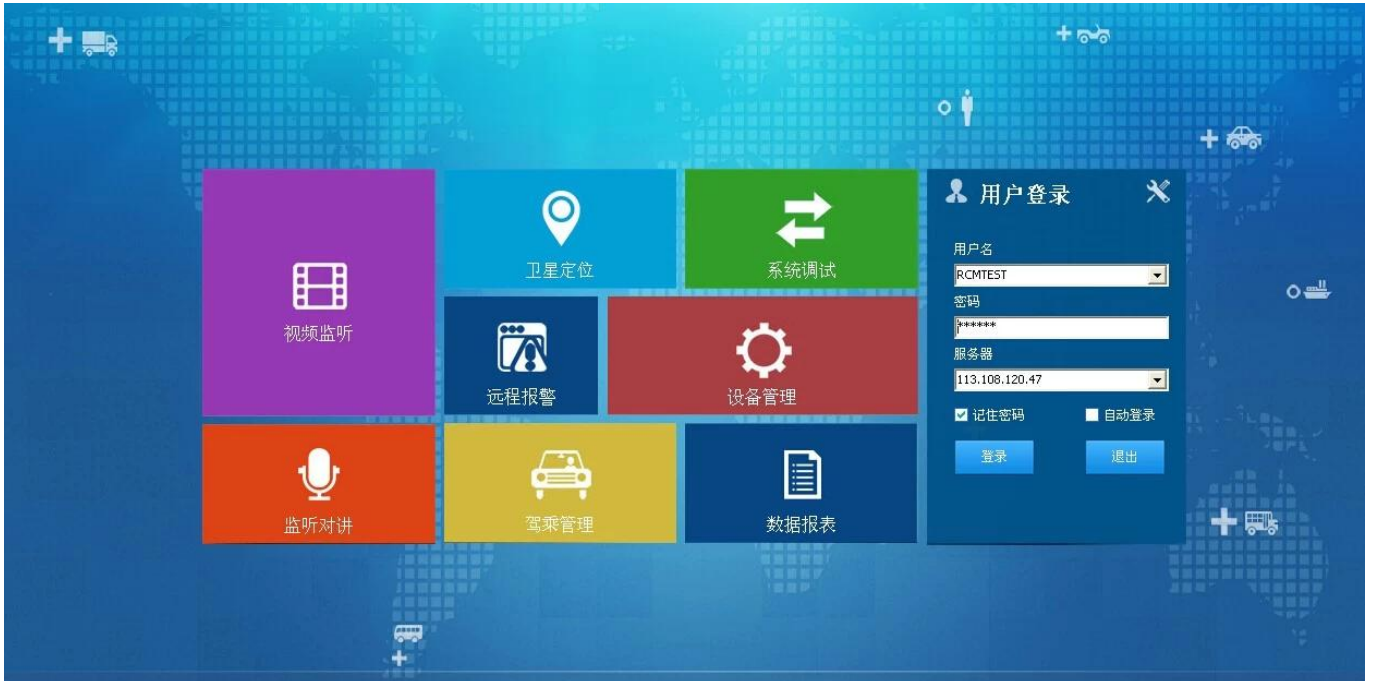 卫星定位
系统调试
视频监听
远程报警
设备管理
监听对讲
驾乘管理
数据报表
用户登录
用户名
RCMTEST
密码
******
服务器
113.108.120.47
记住密码
自动登录
登录
退出